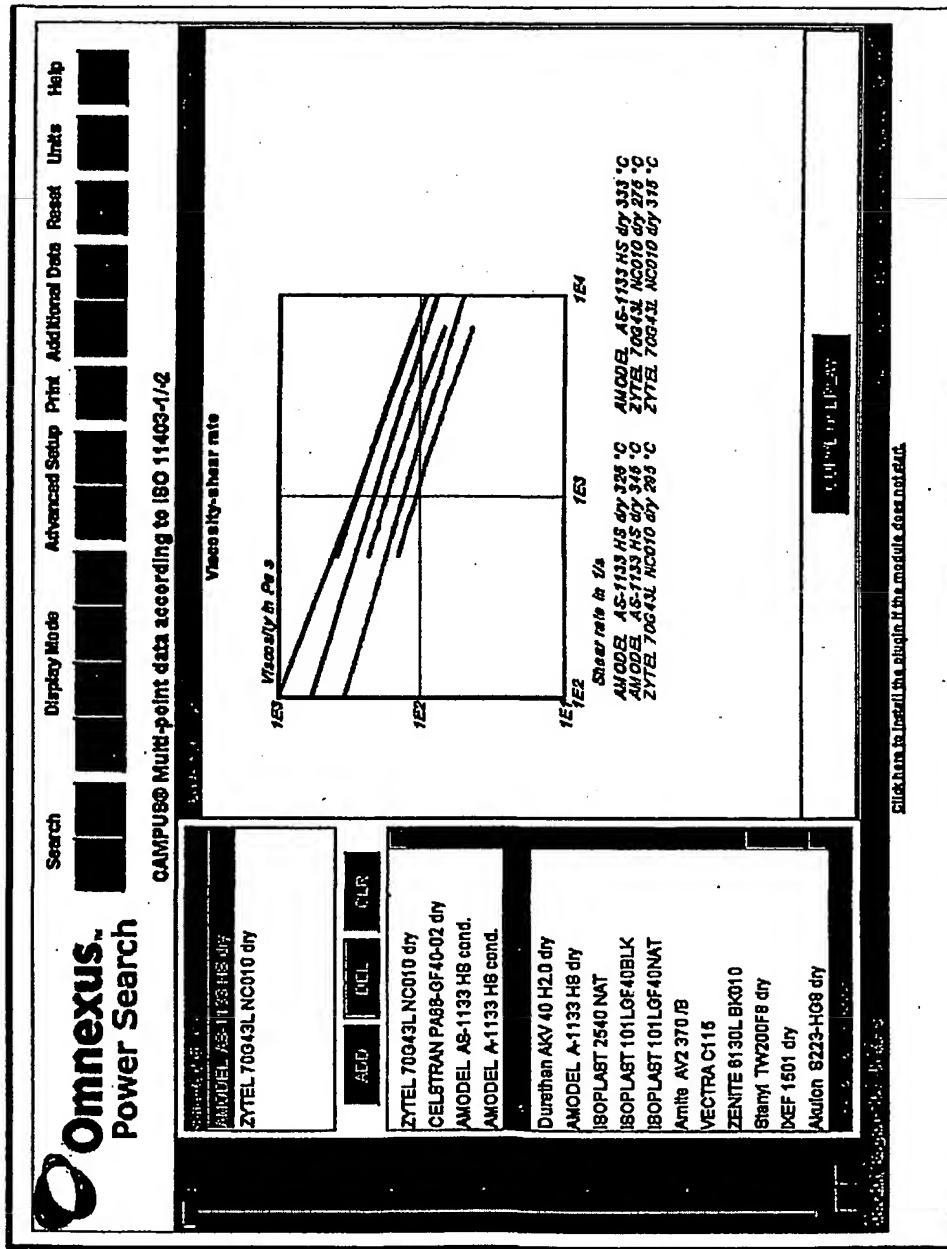 Omnexus™
Power Search
Search
Display Mode
Advanced Setup
Print
Additional Data
Reset
Units
Help
CAMPUS® Multi-point data according to ISO 11403-1/-2
AMODEL AS-1133 HS dry
ZYTEL 70G43L NC010 dry
ADD
DEL
CLR
ZYTEL 70G43L NC010 dry
CELSTRAN PA66-GF40-02 dry
AMODEL AS-1133 HS cond.
AMODEL A-1133 HS cond.
Durethan AKV 40 H2.0 dry
AMODEL A-1133 HS dry
ISOPLAST 2540 NAT
ISOPLAST 101 LGF40BLK
ISOPLAST 101 LGF40NAT
Arnite AV2 370 /B
VECTRA C115
ZENITE 6130L BK010
Stanyl TW200F8 dry
IXEF 1501 dry
Akulon S223-HG8 dry
Viscosity-shear rate
Viscosity in Pa s
1E3
1E2
1E1
1E2
1E3
1E4
Shear rate in 1/s
AMODEL AS-1133 HS dry 325 °C
AMODEL AS-1133 HS dry 333 °C
AMODEL AS-1133 HS dry 345 °C
ZYTEL 70G43L NC010 dry 275 °C
ZYTEL 70G43L NC010 dry 295 °C
ZYTEL 70G43L NC010 dry 315 °C
Click here to install the plugin if the module does not start.